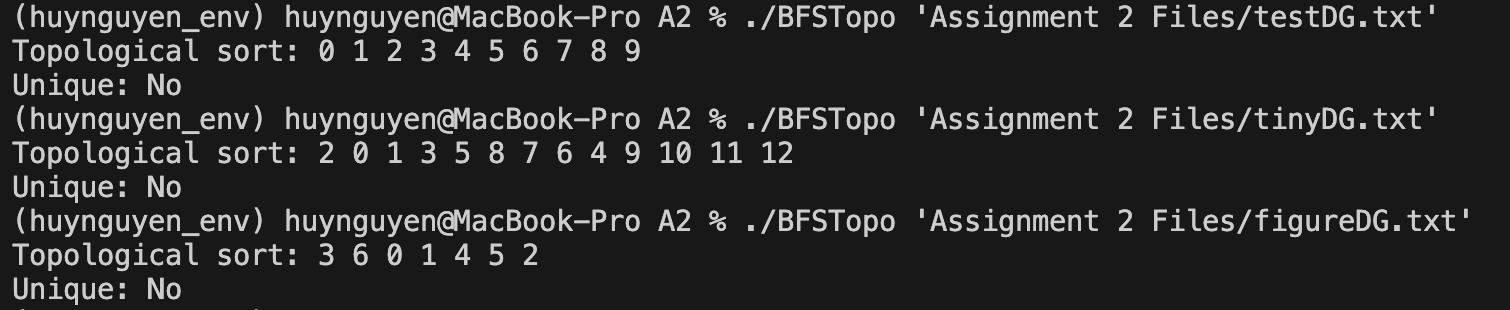 (huynguyen_env) huynguyen@MacBook-Pro A2 % ./BFSTopo 'Assignment 2 Files/testDG.txt'
Topological sort: 0 1 2 3 4 5 6 7 8 9
Unique: No
(huynguyen_env) huynguyen@MacBook-Pro A2 % ./BFSTopo 'Assignment 2 Files/tinyDG.txt'
Topological sort: 2 0 1 3 5 8 7 6 4 9 10 11 12
Unique: No
(huynguyen_env) huynguyen@MacBook-Pro A2 % ./BFSTopo 'Assignment 2 Files/figureDG.txt'
Topological sort: 3 6 0 1 4 5 2
Unique: No